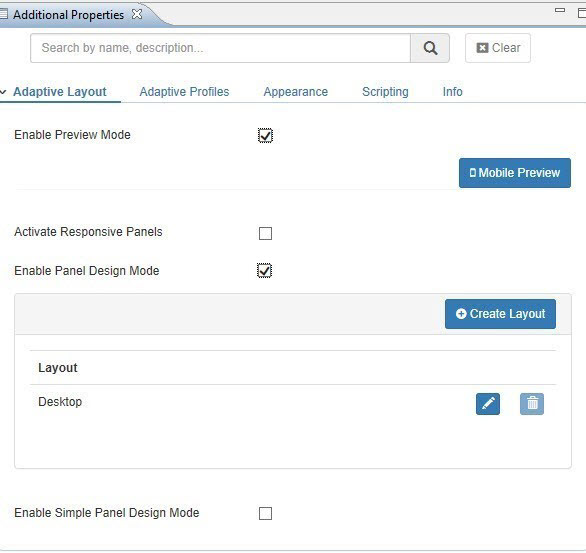 Additional Properties
Search by name, description...
Clear
Adaptive Layout Adaptive Profiles Appearance Scripting Info
Enable Preview Mode
Mobile Preview
Activate Responsive Panels
Enable Panel Design Mode
Create Layout
Layout
Desktop
Enable Simple Panel Design Mode